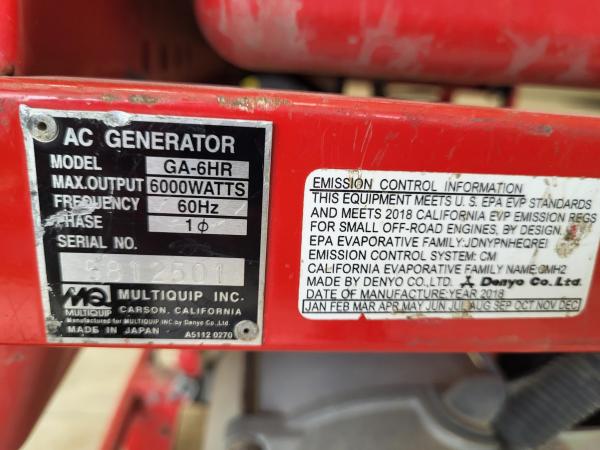 AC GENERATOR
MODEL GA-6HR
MAX.OUTPUT 6000WATTS
FREQUENCY 60Hz
PHASE 1ϕ
SERIAL NO.
5812501
MQ MULTIQUIP INC.
MULTIQUIP CARSON, CALIFORNIA
Manufactured for MULTIQUIP INC by Denyo Co.,Ltd.
MADE IN JAPAN A5112 0270
EMISSION CONTROL INFORMATION
THIS EQUIPMENT MEETS U. S. EPA EVP STANDARDS
AND MEETS 2018 CALIFORNIA EVP EMISSION REGS
FOR SMALL OFF-ROAD ENGINES, BY DESIGN.
EPA EVAPORATIVE FAMILY:JDNYPNHEQREI
EMISSION CONTROL SYSTEM: CM
CALIFORNIA EVAPORATIVE FAMILY NAME:CMH2
MADE BY DENYO CO.,LTD. Denyo Co.,Ltd.
DATE OF MANUFACTURE:YEAR 2018
JAN FEB MAR APR MAY JUN JUL AUG SEP OCT NOV DEC